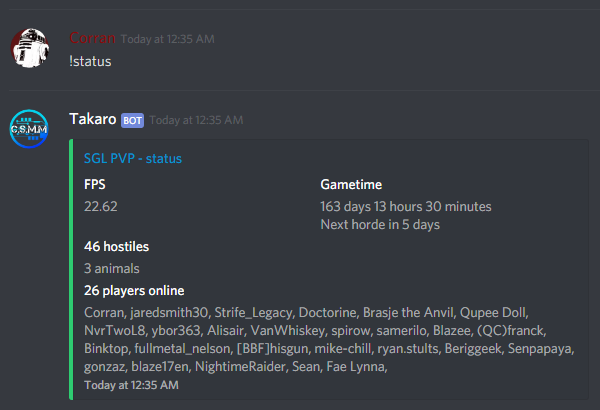 Corran Today at 12:35 AM
!status
Takaro BOT Today at 12:35 AM
C.S.M.M
SGL PVP - status
FPS Gametime
22.62 163 days 13 hours 30 minutes
Next horde in 5 days
46 hostiles
3 animals
26 players online
Corran, jaredsmith30, Strife_Legacy, Doctorine, Brasje the Anvil, Qupee Doll,
NvrTwoL8, ybor363, Alisair, VanWhiskey, spirow, samerilo, Blazee, (QC)franck,
Binktop, fullmetal_nelson, [BBF]hisgun, mike-chill, ryan.stults, Beriggeek, Senpapaya,
gonzaz, blaze17en, NightimeRaider, Sean, Fae Lynna,
Today at 12:35 AM